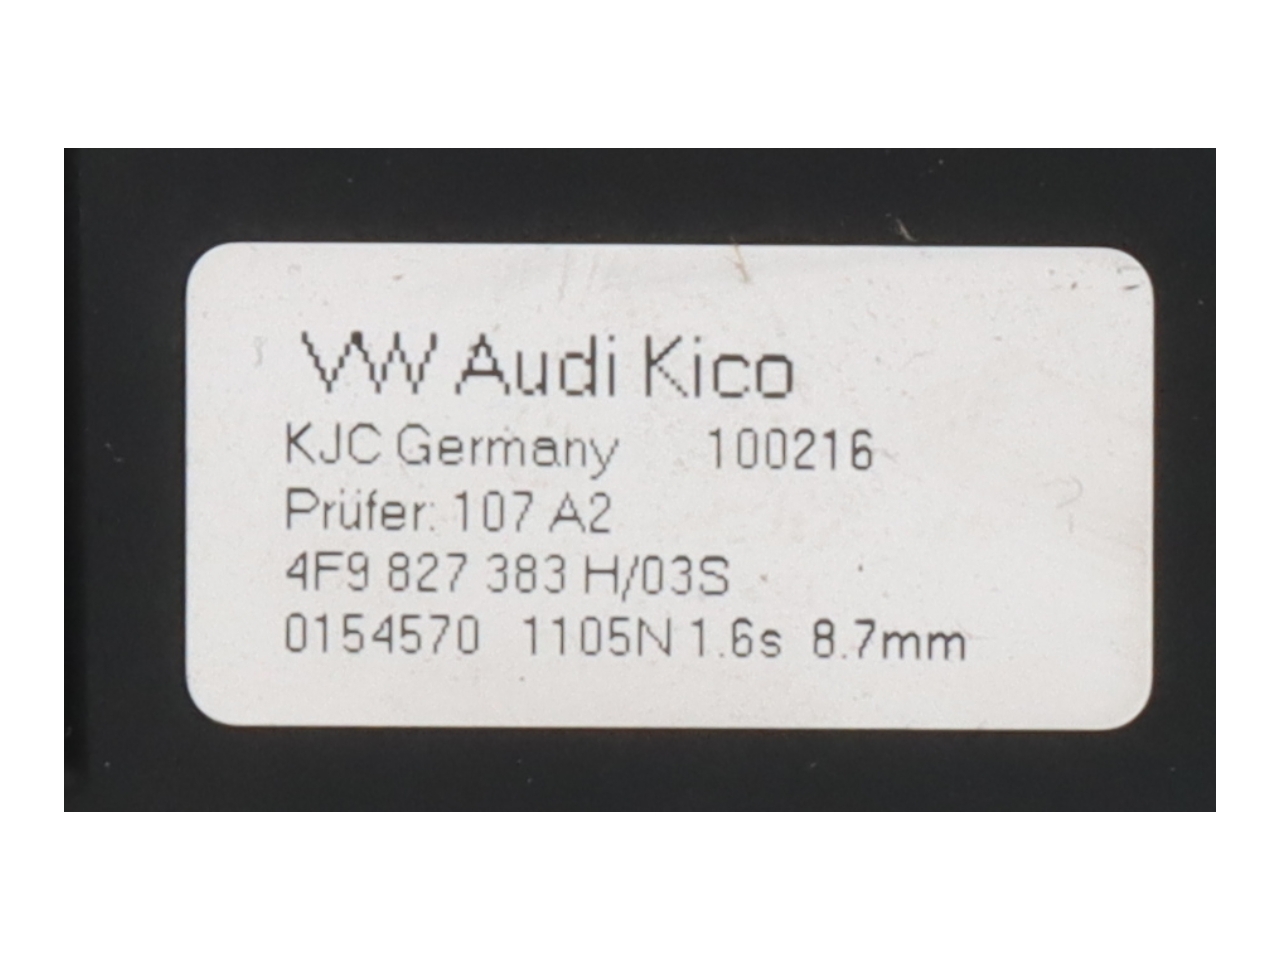 VW Audi Kico
KJC Germany 100216
Prüfer: 107 A2
4F9 827 383 H/03S
0154570 1105N 1.6s 8.7mm